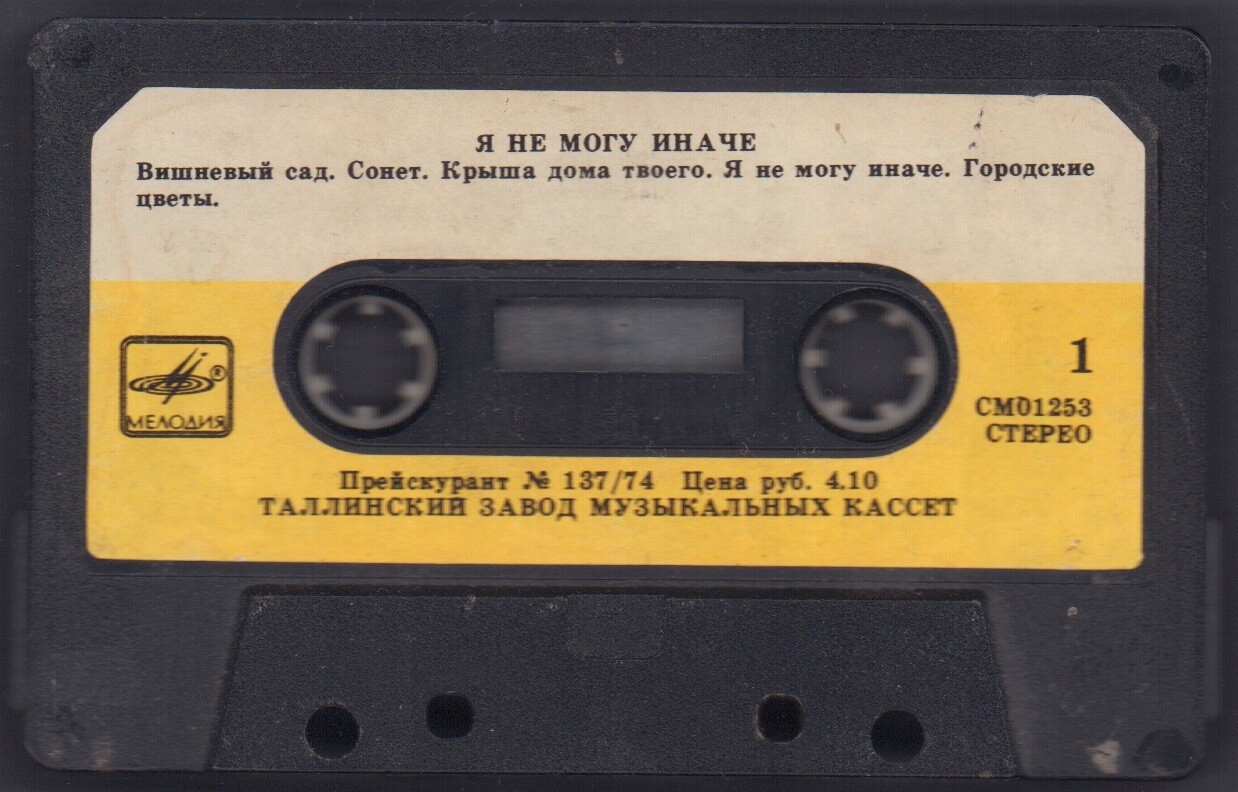 Я НЕ МОГУ ИНАЧЕ
Вишневый сад. Сонет. Крыша дома твоего. Я не могу иначе. Городские
цветы.
®
МЕЛОДИЯ
1
СМ01253
СТЕРЕО
Прейскурант № 137/74 Цена руб. 4.10
ТАЛЛИНСКИЙ ЗАВОД МУЗЫКАЛЬНЫХ КАССЕТ